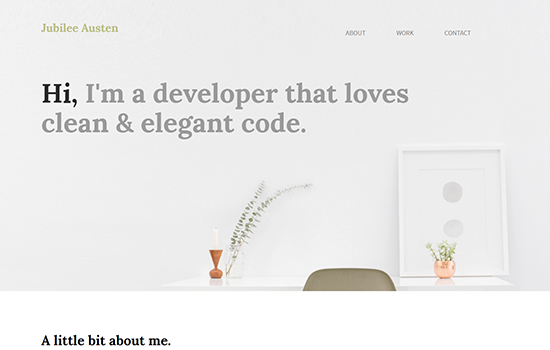 Jubilee Austen
ABOUT WORK CONTACT
Hi, I'm a developer that loves
clean & elegant code.
A little bit about me.